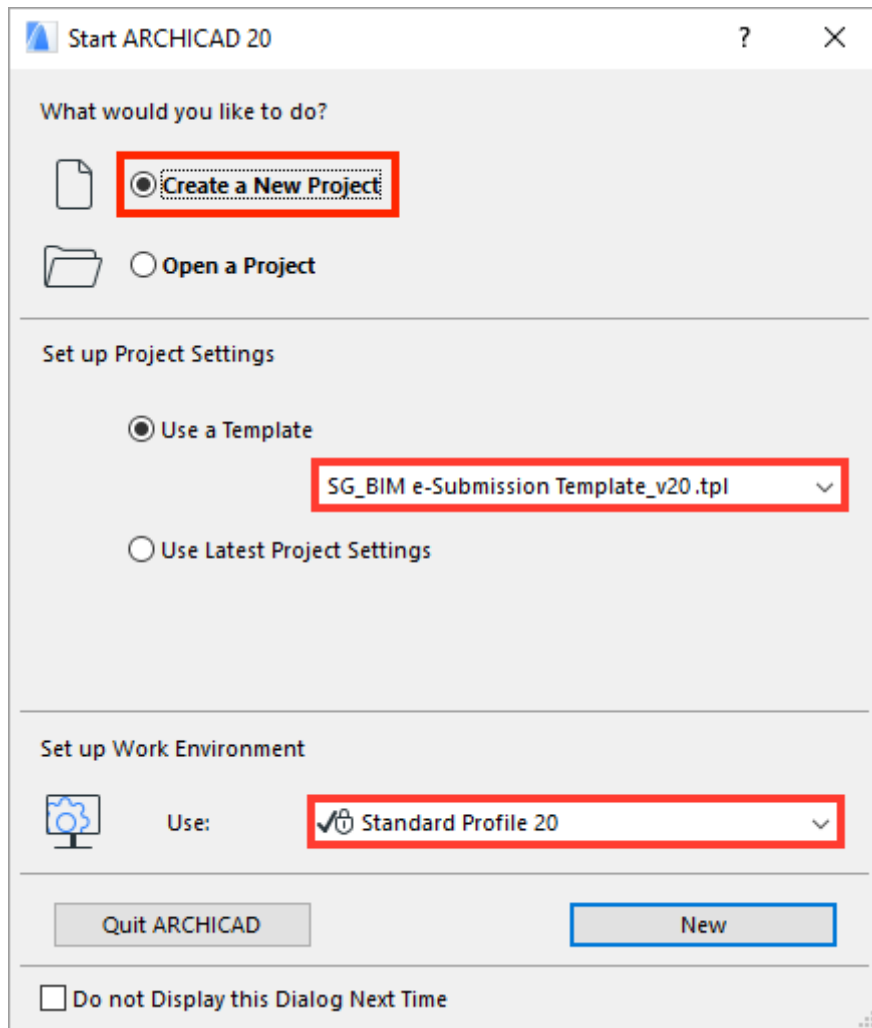 Start ARCHICAD 20
?
What would you like to do?
Create a New Project
Open a Project
Set up Project Settings
Use a Template
SG_BIM e-Submission Template_v20.tpl
Use Latest Project Settings
Set up Work Environment
Use:
Standard Profile 20
Quit ARCHICAD
New
Do not Display this Dialog Next Time